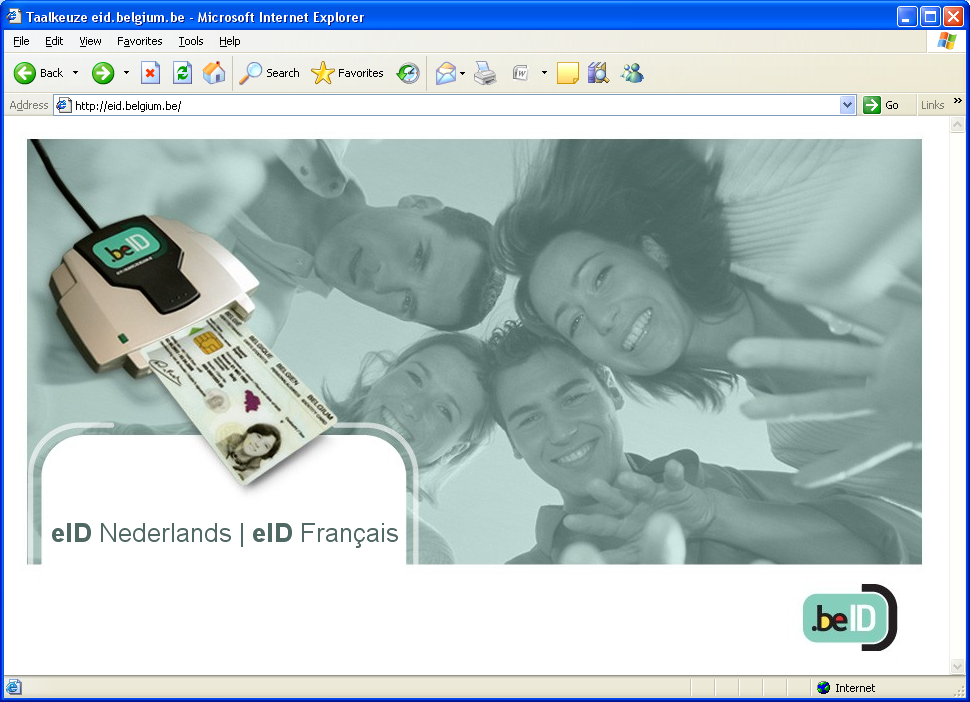 Taalkeuze eid.belgium.be - Microsoft Internet Explorer
File Edit View Favorites Tools Help
Back Search Favorites
Address http://eid.belgium.be/ Go Links »
.beID
BELGIQUE
BELGIEN
BELGIUM
eID Nederlands | eID Français
.beID
Internet